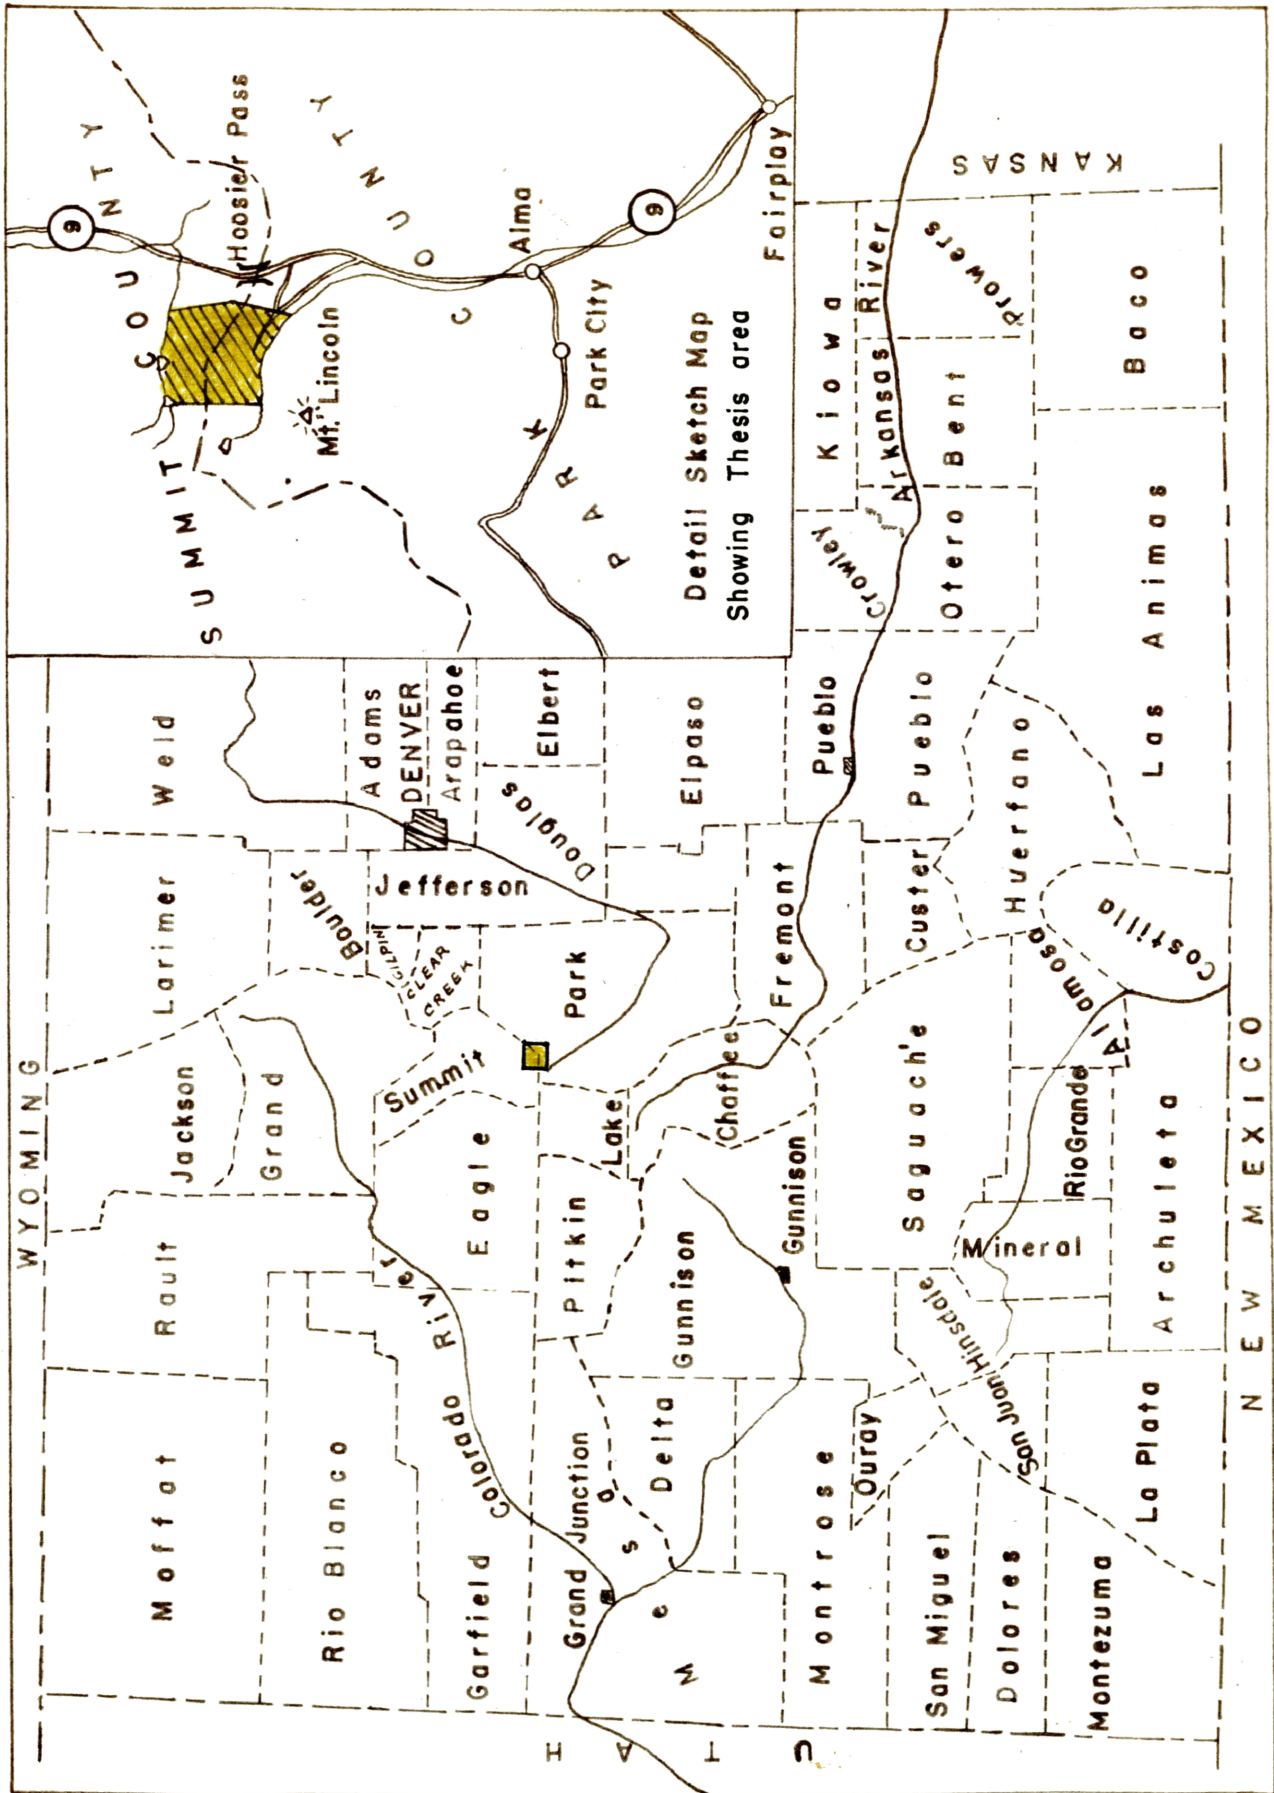 WYOMING
Moffat
Rault
Jackson
Larimer
Weld
Rio Blanco
Grand
Boulder
Adams
DENVER
Arapahoe
Garfield
Colorado River
Eagle
Summit
GILPIN
CLEAR
CREEK
Jefferson
Douglas
Elbert
Grand Junction
Mesa
Pitkin
Lake
Park
Elpaso
Delta
Gunnison
Gunnison
Chaffee
Fremont
Pueblo
Pueblo
Montrose
Ouray
Saguach'e
Custer
Huerfano
San Miguel
Dolores
San Juan
Hinsdale
Mineral
Rio Grande
Alamosa
Costilla
Montezuma
La Plata
Archuleta
Las Animas
Crowley
Otero
Kiowa
Arkansas River
Bent
Prowers
Baco
UTAH
KANSAS
NEW MEXICO
SUMMIT COUNTY
9
Hoosier Pass
Mt. Lincoln
PARK COUNTY
Alma
Park City
9
Fairplay
Detail Sketch Map
Showing Thesis area